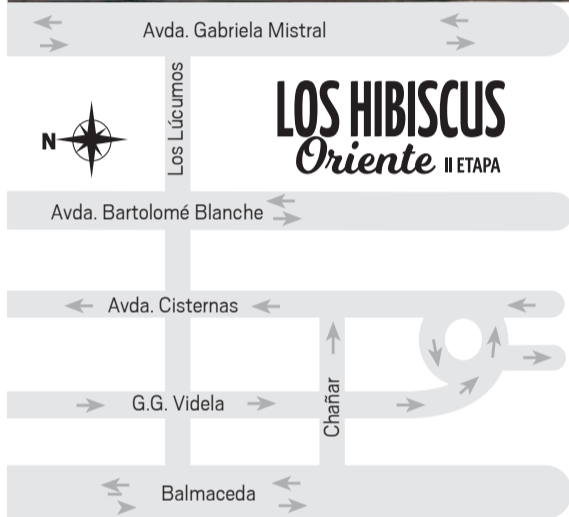 Avda. Gabriela Mistral
Los Lúcumos
LOS HIBISCUS
Oriente II ETAPA
N
Avda. Bartolomé Blanche
Avda. Cisternas
G.G. Videla
Chañar
Balmaceda